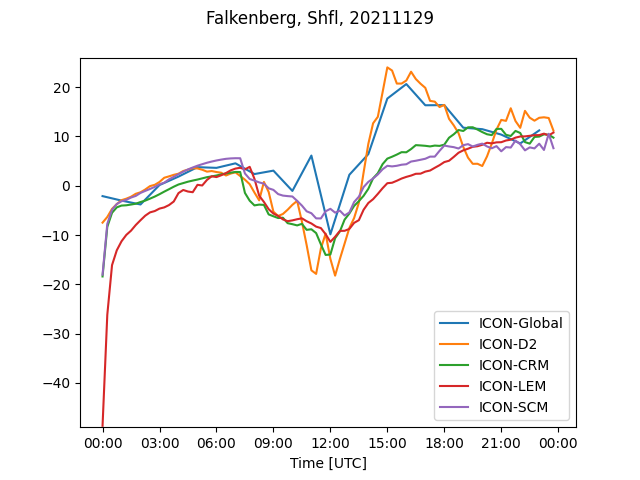 Falkenberg, Shfl, 20211129
20
10
0
−10
−20
−30
−40
ICON-Global
ICON-D2
ICON-CRM
ICON-LEM
ICON-SCM
00:00 03:00 06:00 09:00 12:00 15:00 18:00 21:00 00:00
Time [UTC]